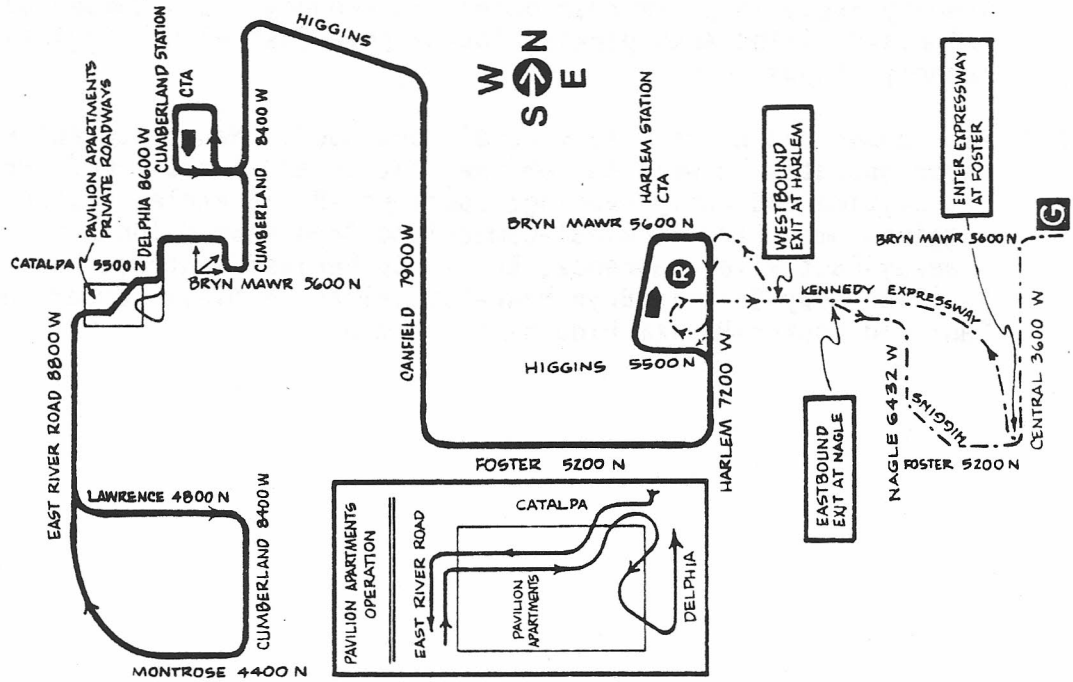 HIGGINS
W
S N
E
PAVILION APARTMENTS
PRIVATE ROADWAYS
DELPHIA 8600 W
CUMBERLAND STATION
CTA
CATALPA
5500 N
8400 W
CUMBERLAND
BRYN MAWR 5600 N
EAST RIVER ROAD 8800 W
CANFIELD 7900 W
HARLEM STATION
CTA
BRYN MAWR 5600 N
R
HIGGINS 5500 N
HARLEM 7200 W
WESTBOUND
EXIT AT HARLEM
ENTER EXPRESSWAY
AT FOSTER
BRYN MAWR 5600 N
G
KENNEDY EXPRESSWAY
CENTRAL 3600 W
NAGLE 6432 W
HIGGINS
FOSTER 5200 N
EASTBOUND
EXIT AT NAGLE
FOSTER 5200 N
LAWRENCE 4800 N
CUMBERLAND 8400 W
MONTROSE 4400 N
PAVILION APARTMENTS
OPERATION
EAST RIVER ROAD
CATALPA
PAVILION
APARTMENTS
DELPHIA